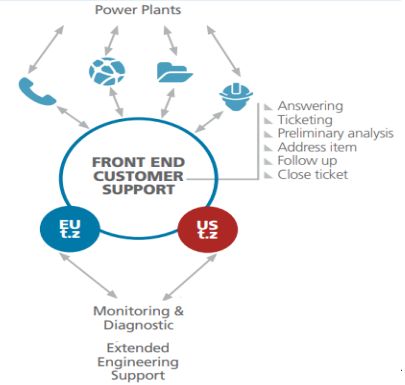 Power Plants
Answering
Ticketing
Preliminary analysis
Address item
Follow up
Close ticket
FRONT END
CUSTOMER
SUPPORT
EU
t.z
US
t.z
Monitoring &
Diagnostic
Extended
Engineering
Support